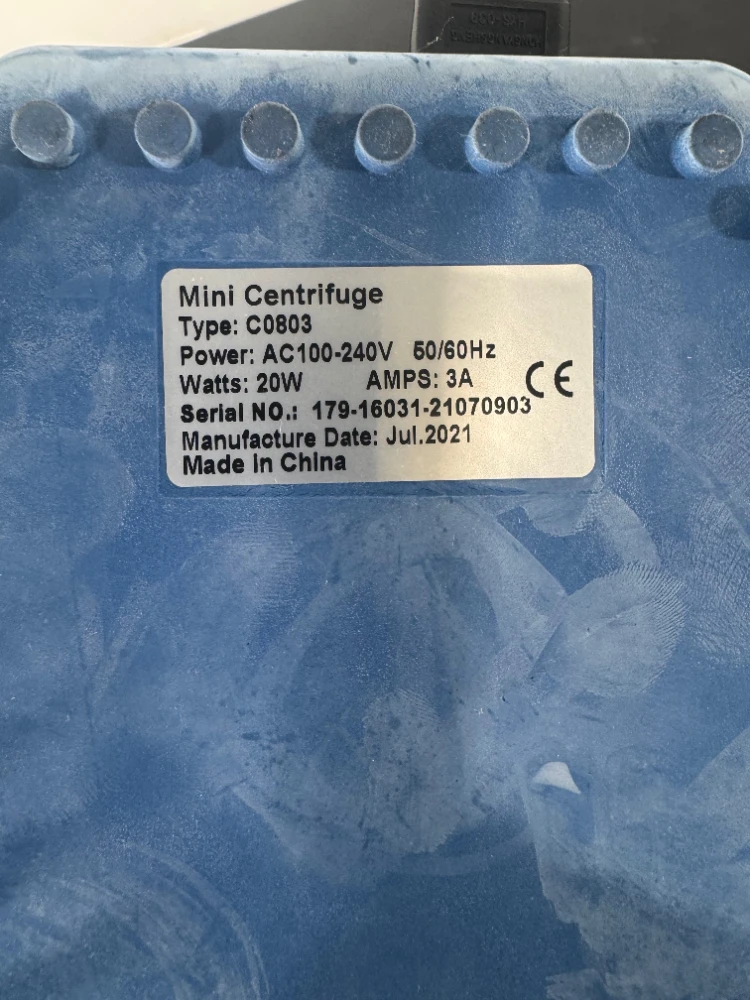 Mini Centrifuge
Type: C0803
Power: AC100-240V 50/60Hz
Watts: 20W AMPS: 3A CE
Serial NO.: 179-16031-21070903
Manufacture Date: Jul.2021
Made In China